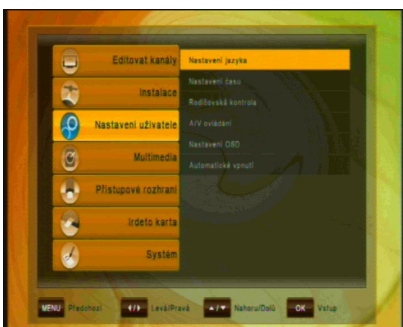 Editovat kanály
Instalace
Nastavení uživatele
Multimedia
Přístupové rozhraní
Irdeto karta
Systém
Nastavení jazyka
Nastavení času
Rodičovská kontrola
A/V ovládání
Nastavení OSD
Automatické vpnutí
MENU Předchozí
Levá/Pravá
Nahoru/Dolů
OK Vstup